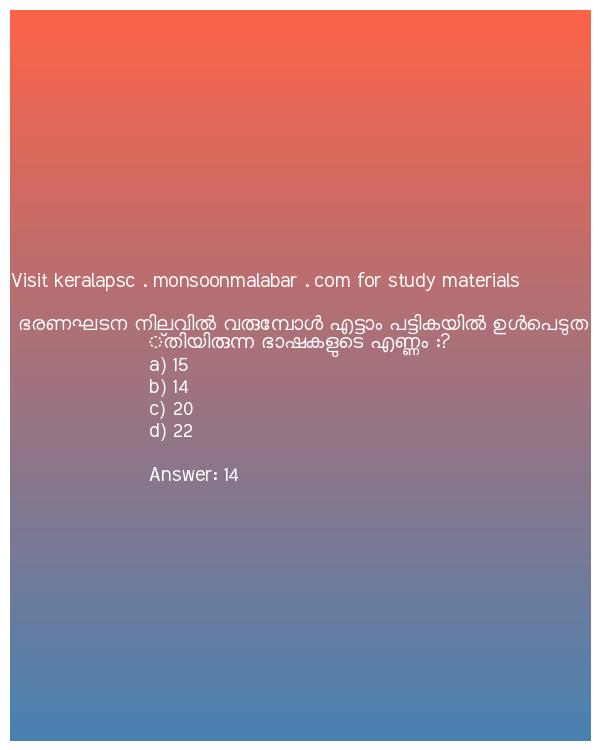 Visit keralapsc . monsoonmalabar . com for study materials
ഭരണഘടന നിലവിൽ വരുമ്പോൾ എട്ടാം പട്ടികയിൽ ഉൾപെടുത
്തിയിരുന്ന ഭാഷകളുടെ എണ്ണം :?
a) 15
b) 14
c) 20
d) 22
Answer: 14